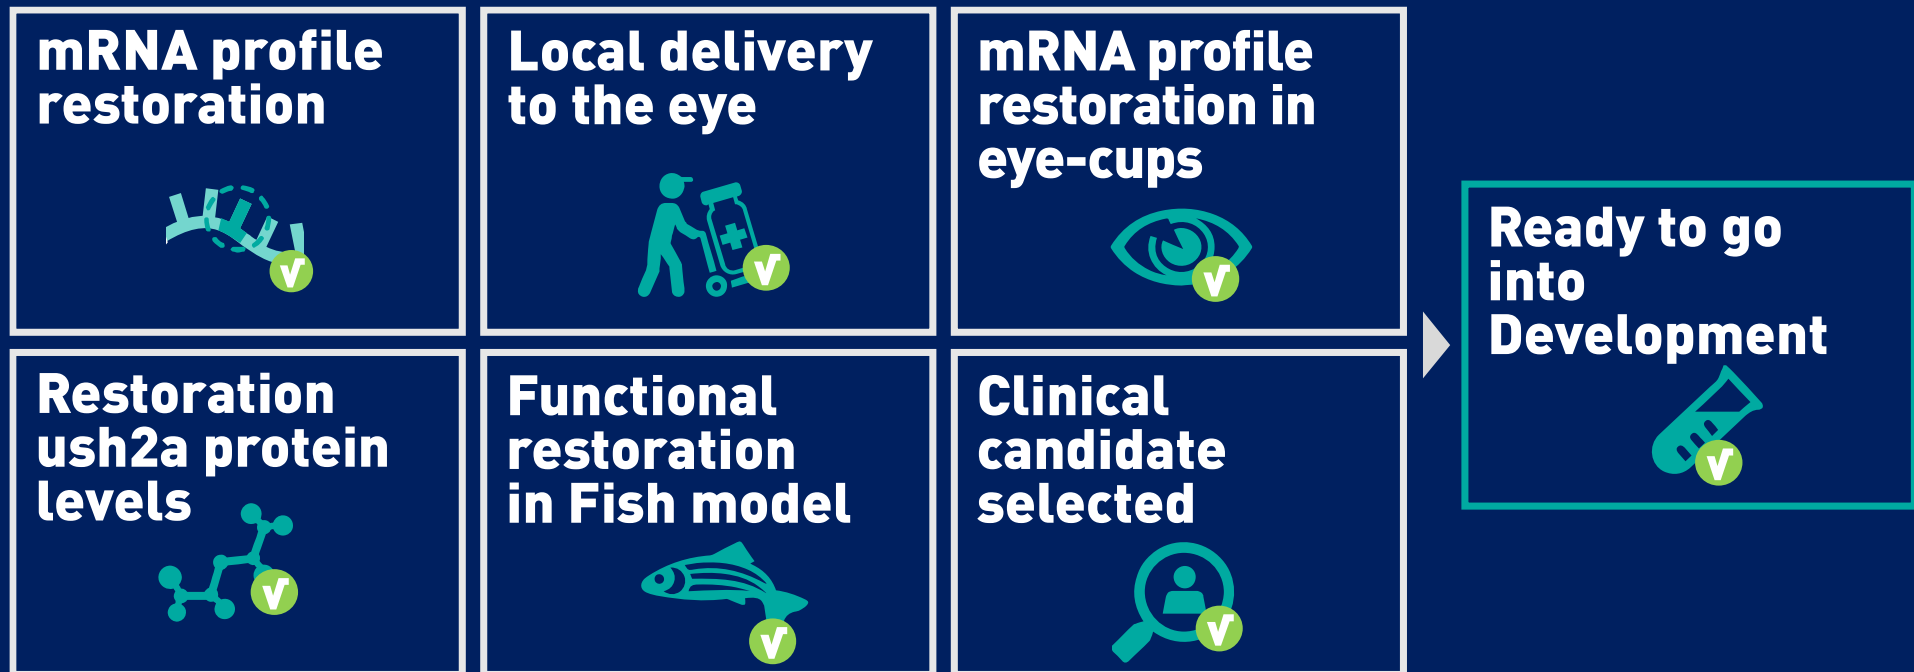 mRNA profile
restoration
Local delivery
to the eye
mRNA profile
restoration in
eye-cups
Restoration
ush2a protein
levels
Functional
restoration
in Fish model
Clinical
candidate
selected
Ready to go
into
Development